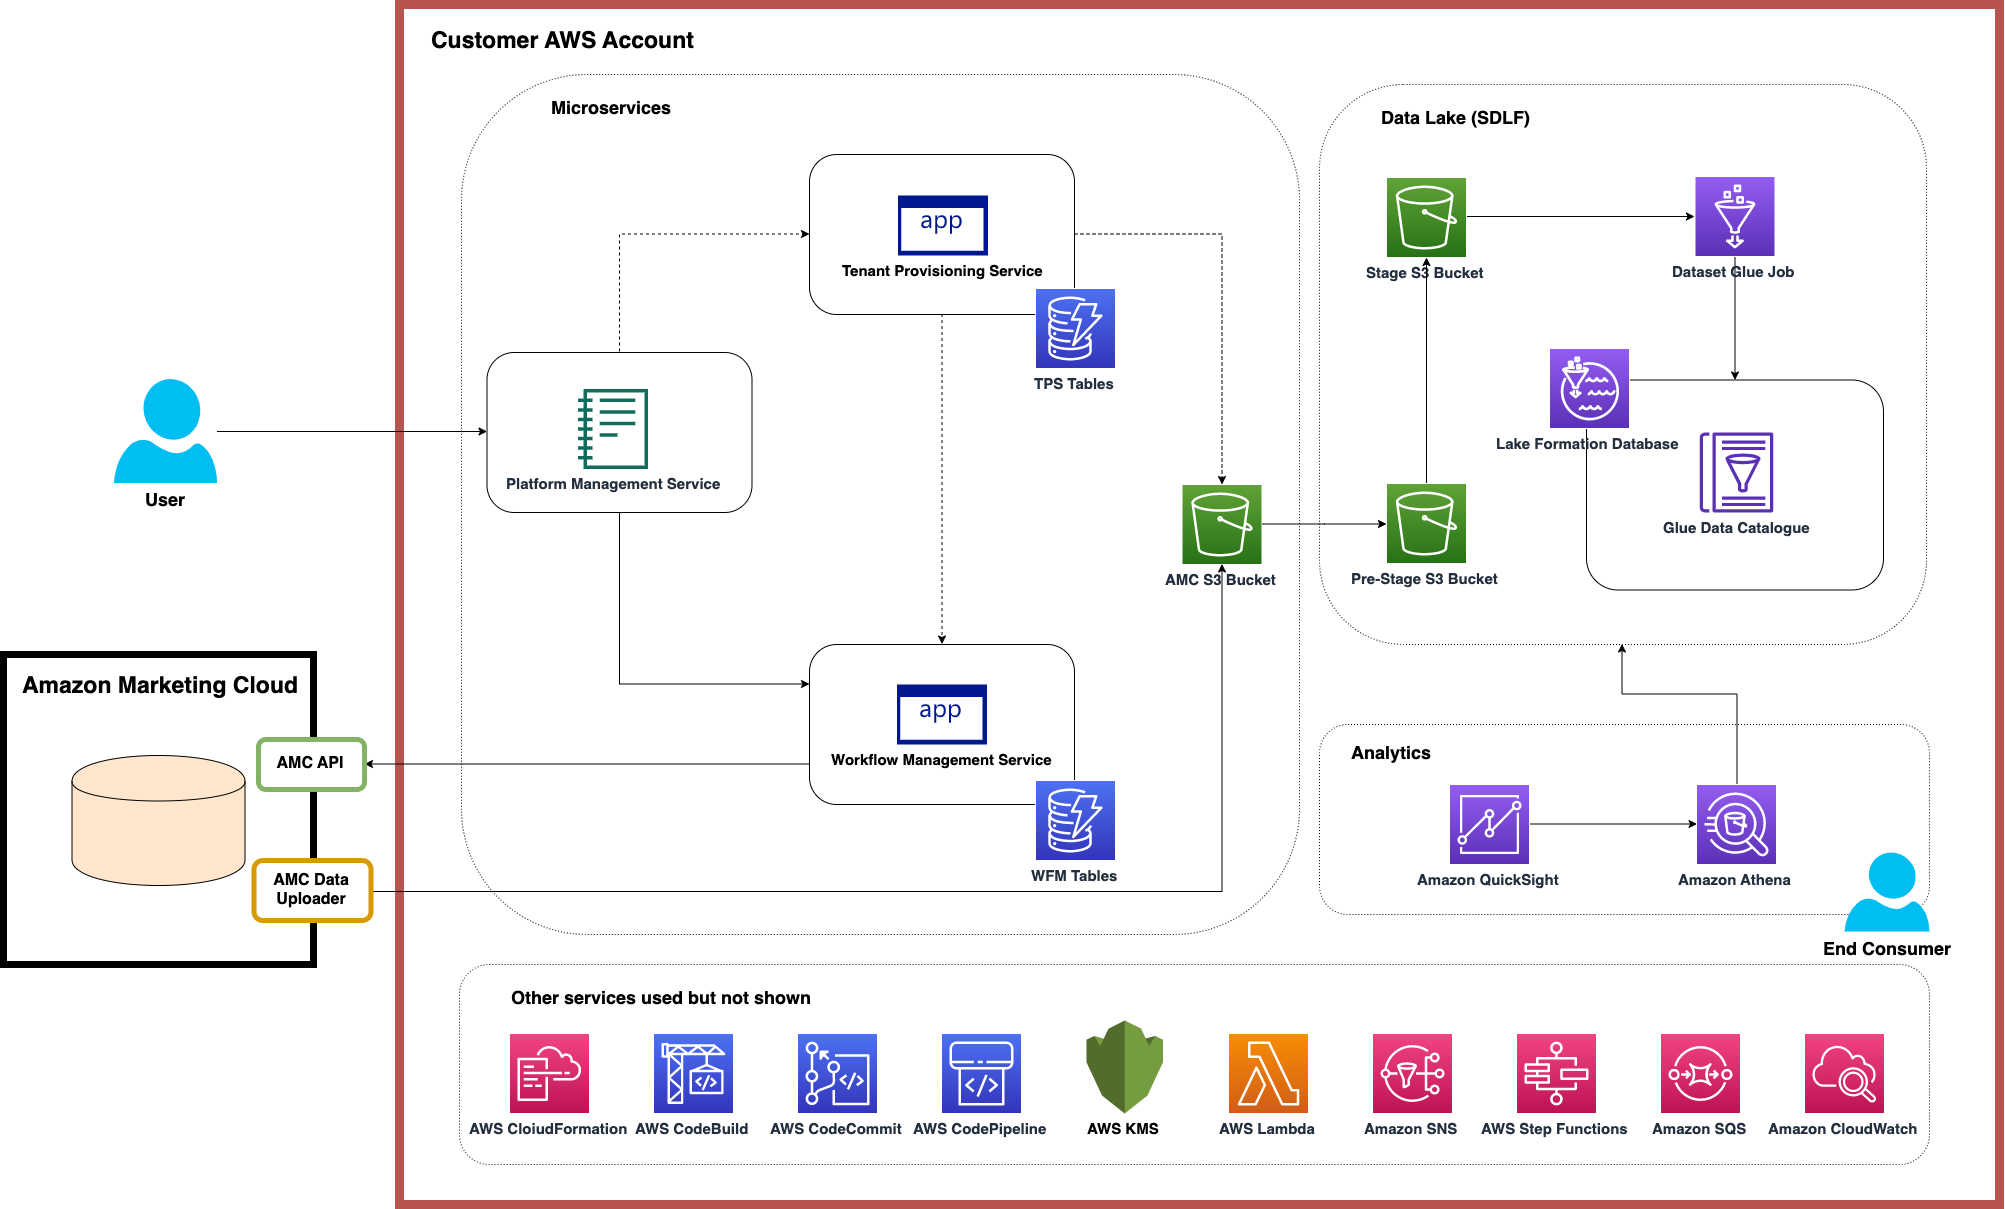 Customer AWS Account
Microservices
Data Lake (SDLF)
app
Tenant Provisioning Service
TPS Tables
Stage S3 Bucket
Dataset Glue Job
Platform Management Service
User
Lake Formation Database
Glue Data Catalogue
AMC S3 Bucket
Pre-Stage S3 Bucket
Amazon Marketing Cloud
AMC API
AMC Data
Uploader
app
Workflow Management Service
WFM Tables
Analytics
Amazon QuickSight
Amazon Athena
End Consumer
Other services used but not shown
AWS CloiudFormation
AWS CodeBuild
AWS CodeCommit
AWS CodePipeline
AWS KMS
AWS Lambda
Amazon SNS
AWS Step Functions
Amazon SQS
Amazon CloudWatch